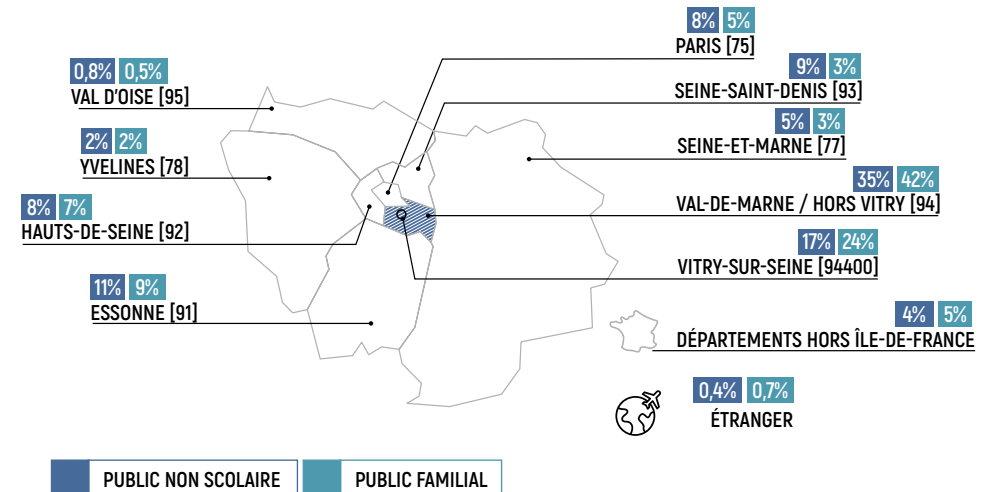 8% 5%
PARIS [75]
0,8% 0,5%
VAL D'OISE [95]
9% 3%
SEINE-SAINT-DENIS [93]
5% 3%
SEINE-ET-MARNE [77]
2% 2%
YVELINES [78]
35% 42%
VAL-DE-MARNE / HORS VITRY [94]
8% 7%
HAUTS-DE-SEINE [92]
17% 24%
VITRY-SUR-SEINE [94400]
11% 9%
ESSONNE [91]
4% 5%
DÉPARTEMENTS HORS ÎLE-DE-FRANCE
0,4% 0,7%
ÉTRANGER
PUBLIC NON SCOLAIRE
PUBLIC FAMILIAL